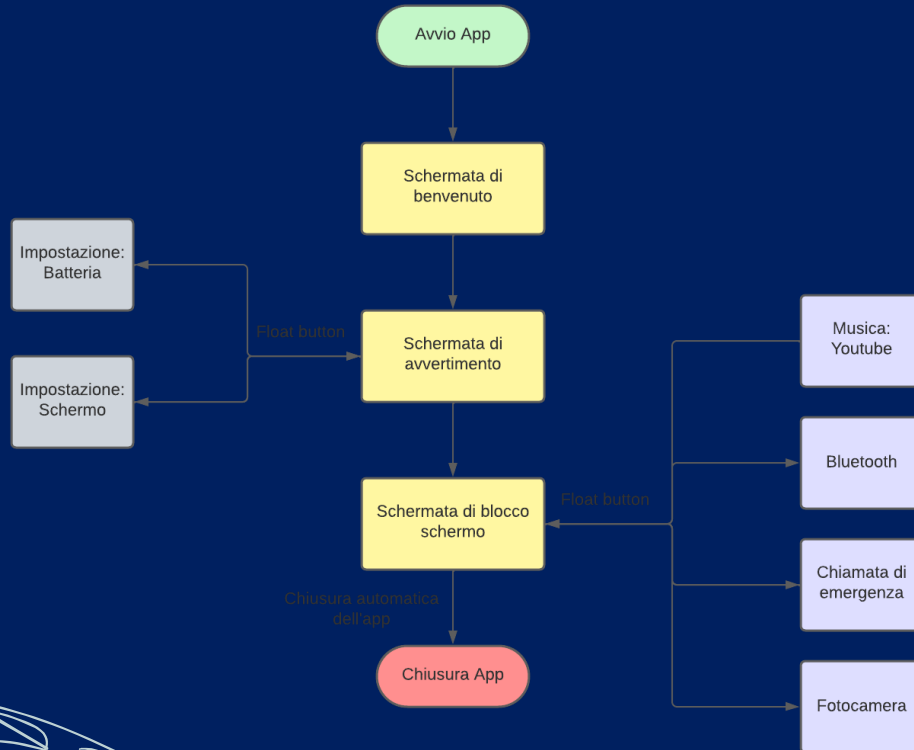 Avvio App
Schermata di
benvenuto
Impostazione:
Batteria
Float button
Schermata di
avvertimento
Musica:
Youtube
Impostazione:
Schermo
Bluetooth
Float button
Schermata di blocco
schermo
Chiamata di
emergenza
Chiusura automatica
dell'app
Chiusura App
Fotocamera